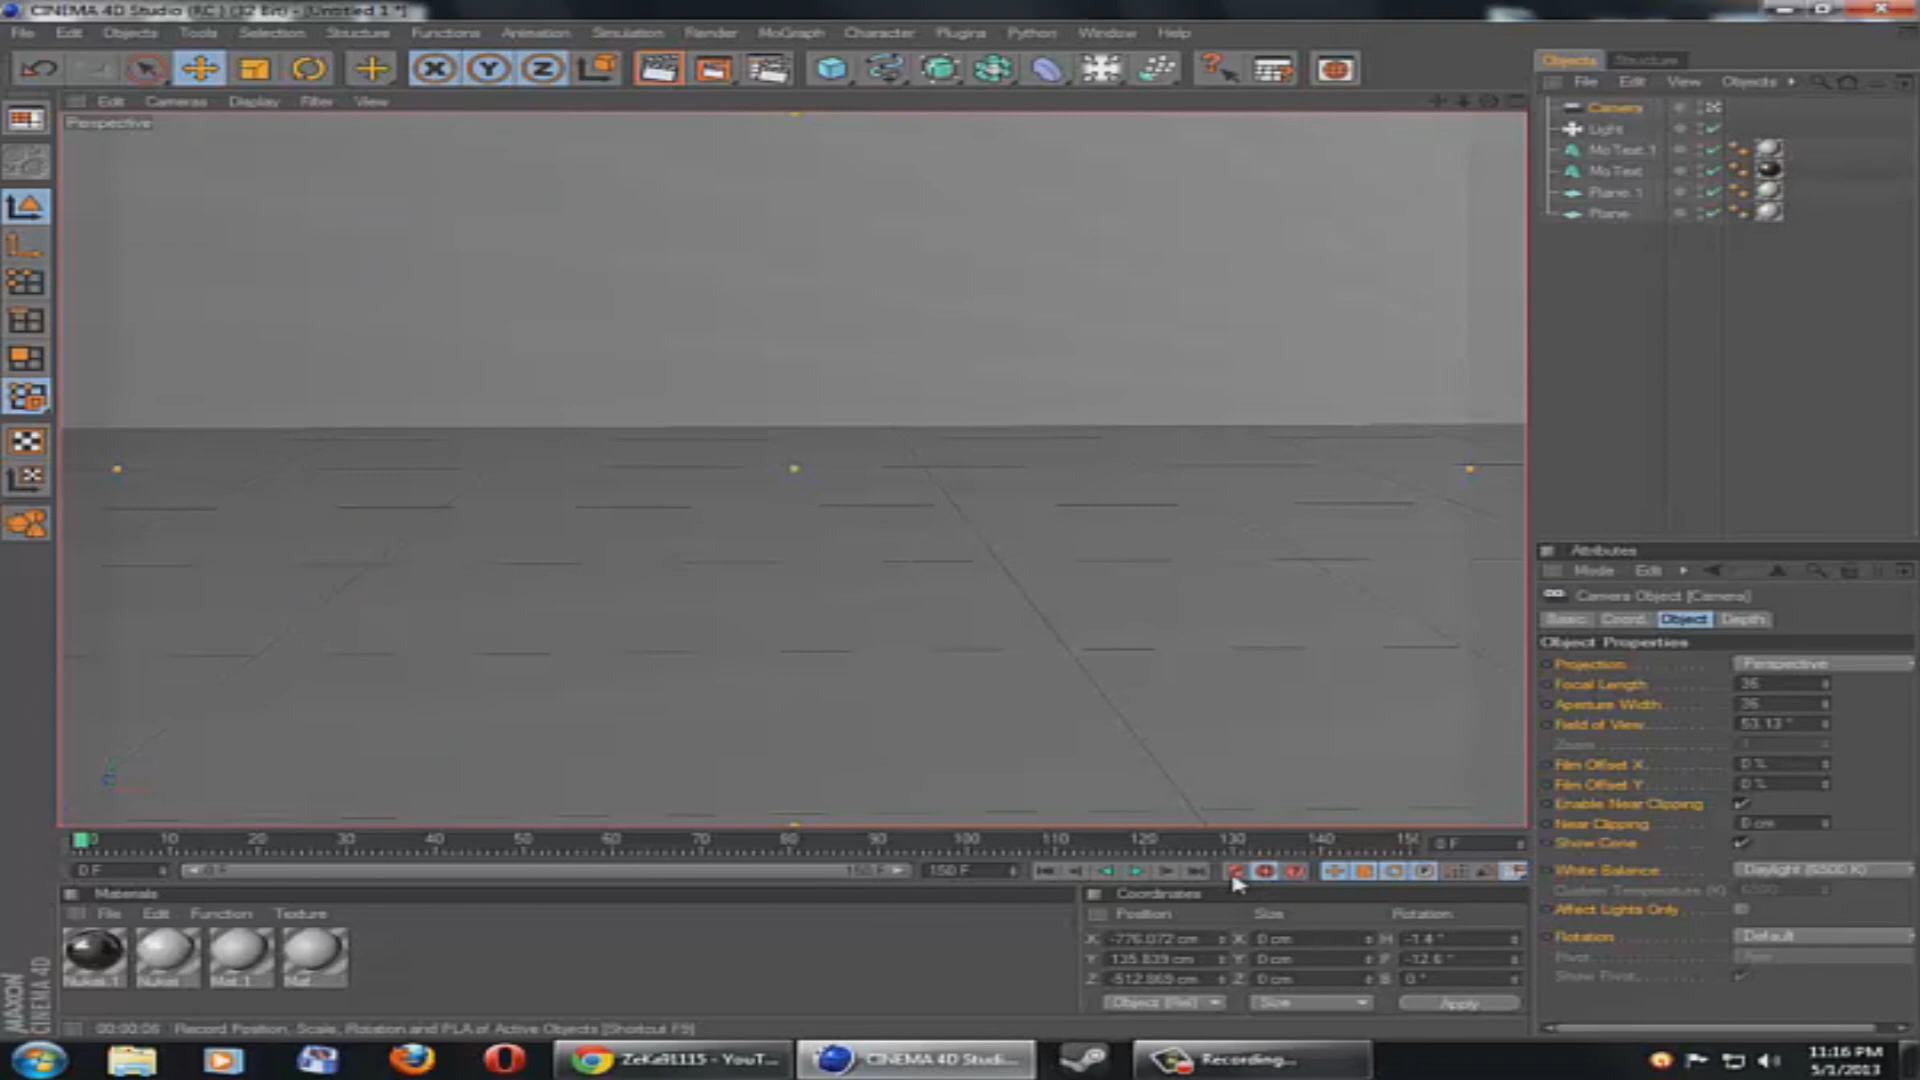 CINEMA 4D Studio (RC ) (32 Bit) - [Untitled 1 *]
File Edit Objects Tools Selection Structure Functions Animation Simulation Render MoGraph Character Plugins Python Window Help
Edit Cameras Display Filter View
Perspective
Objects Structure
File Edit View Objects
Camera
Light
MoText.1
MoText
Plane.1
Plane
Attributes
Mode Edit
Camera Object [Camera]
Basic Coord. Object Depth
Object Properties
Projection Perspective
Focal Length 36
Aperture Width 36
Field of View 53.13 °
Zoom 1
Film Offset X 0 %
Film Offset Y 0 %
Enable Near Clipping
Near Clipping 0 cm
Show Cone
White Balance Daylight (6500 K)
Custom Temperature (K) 6500
Affect Lights Only
Rotation Default
Pivot
Show Pivot
0 10 20 30 40 50 60 70 80 90 100 110 120 130 140 0 F
0 F 0 F 150 F 150 F
Materials
File Edit Function Texture
Nukei.1 Nukei Mat.1 Mat
Coordinates
Position Size Rotation
X -776.072 cm X 0 cm H -1.4 °
Y 135.839 cm Y 0 cm P -12.6 °
Z -512.869 cm Z 0 cm B 0 °
Object (Rel) Size Apply
MAXON CINEMA 4D
00:00:06 Record Position, Scale, Rotation and PLA of Active Objects [Shortcut F9]
ZeKe91115 - YouT... CINEMA 4D Studi... Recording...
11:16 PM
5/1/2013